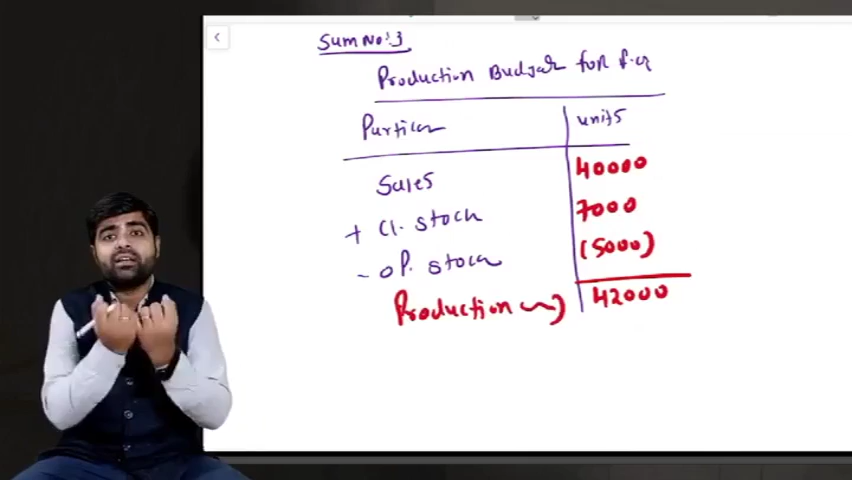 Sum No: 3
Production Budget for f.g
Particular units
Sales 40000
+ Cl. stock 7000
- OP. stock (5000)
Production 42000